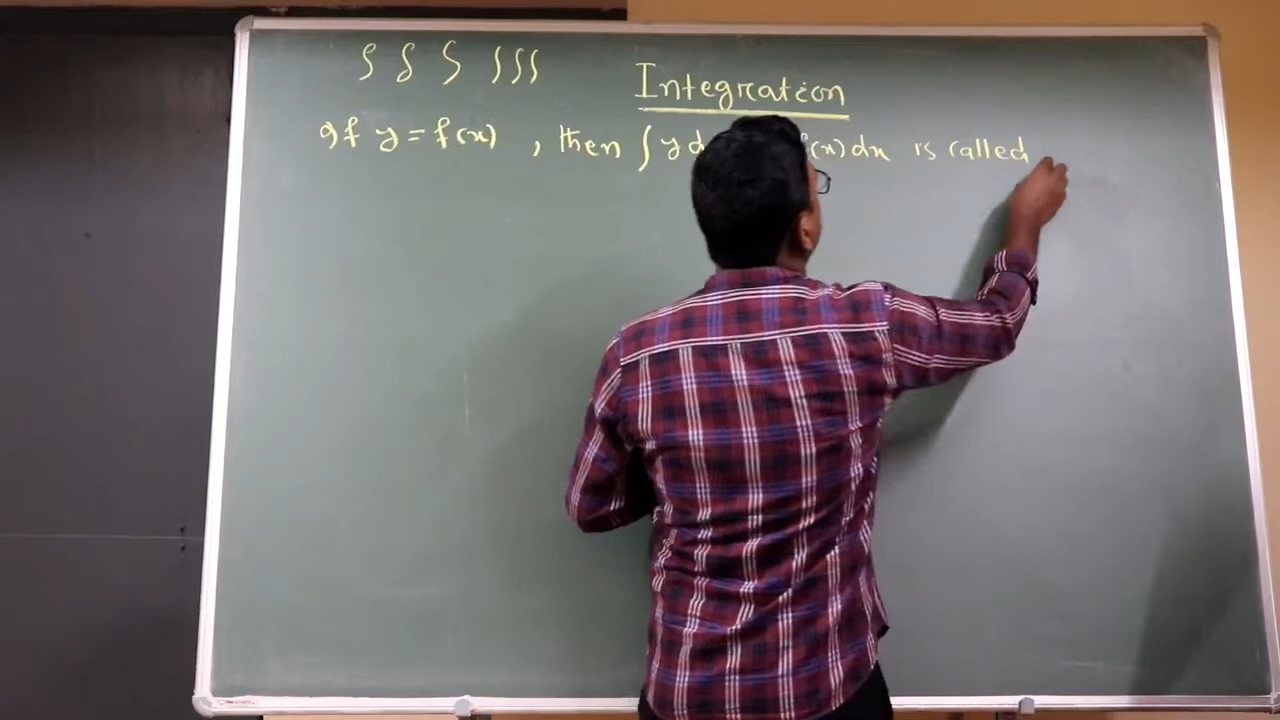 ∫ ∫ ∫ ∫∫∫
Integration
If y = f(x) , then ∫ y d (x) dx is called